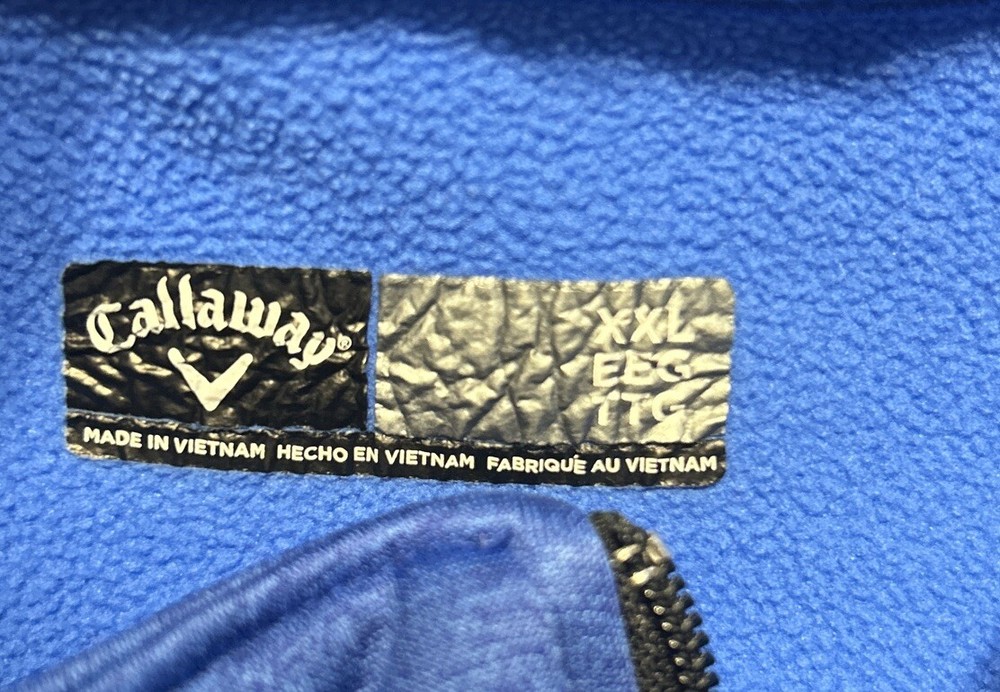 Callaway®
XXL
EEG
TTG
MADE IN VIETNAM HECHO EN VIETNAM FABRIQUÉ AU VIETNAM